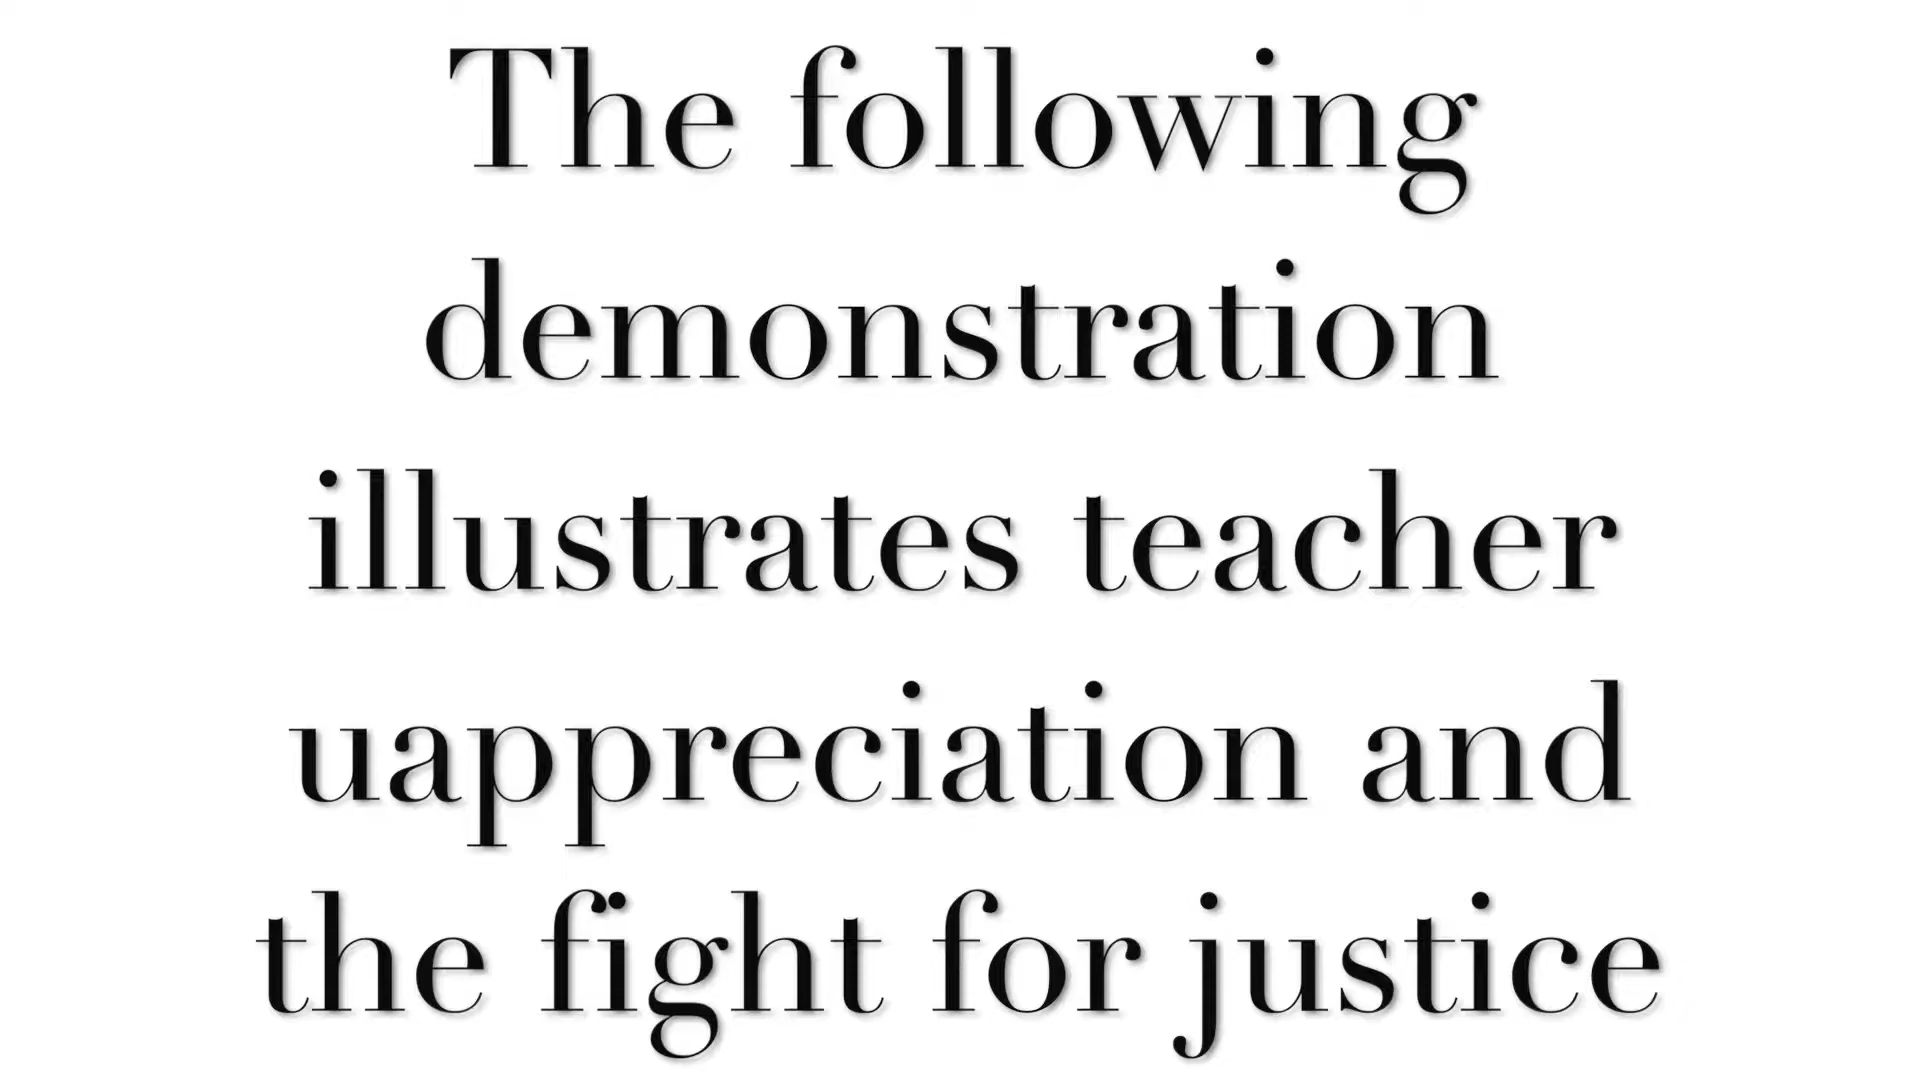 The following
demonstration
illustrates teacher
uappreciation and
the fight for justice